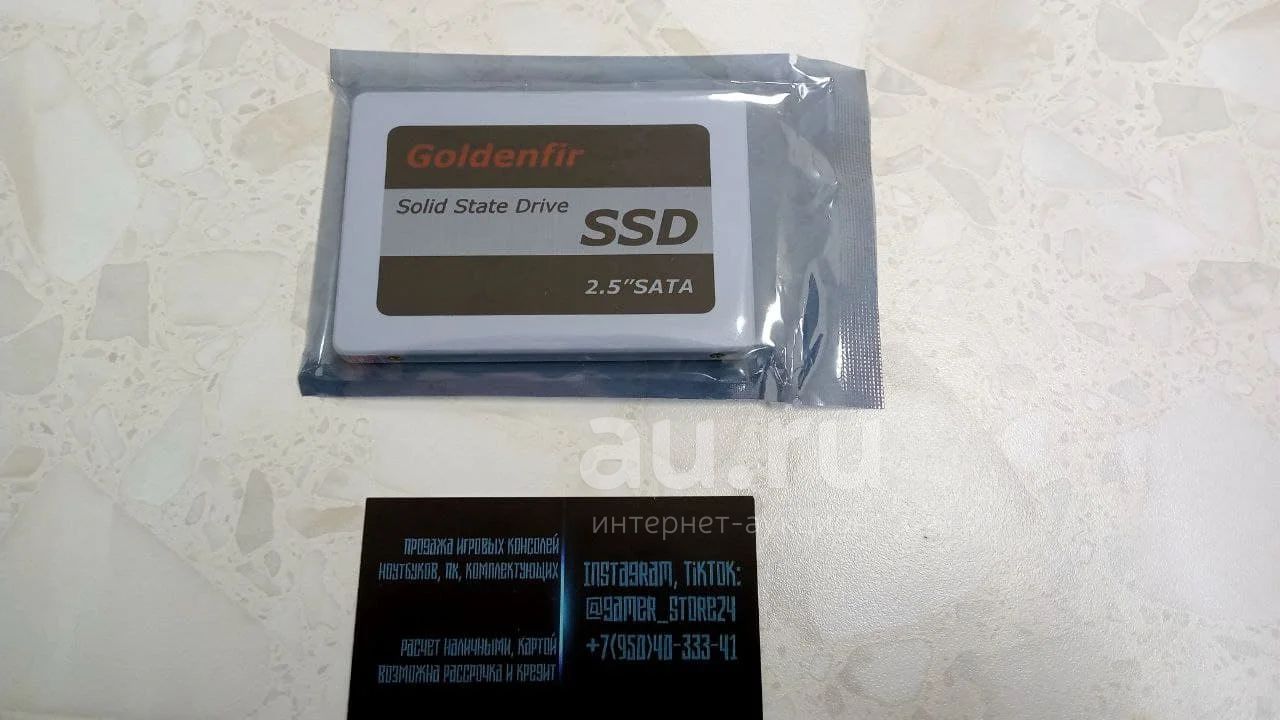 Goldenfir
Solid State Drive
SSD
2.5"SATA
au.ru
интернет-аукцион
ПРОДАЖА ИГРОВЫХ КОНСОЛЕЙ
НОУТБУКОВ, ПК, КОМПЛЕКТУЮЩИХ
РАСЧЕТ НАЛИЧНЫМИ, КАРТОЙ
ВОЗМОЖНА РАССРОЧКА И КРЕДИТ
INSTAGRAM, TIKTOK:
@GAMER_STORE24
+7(950)40-333-41